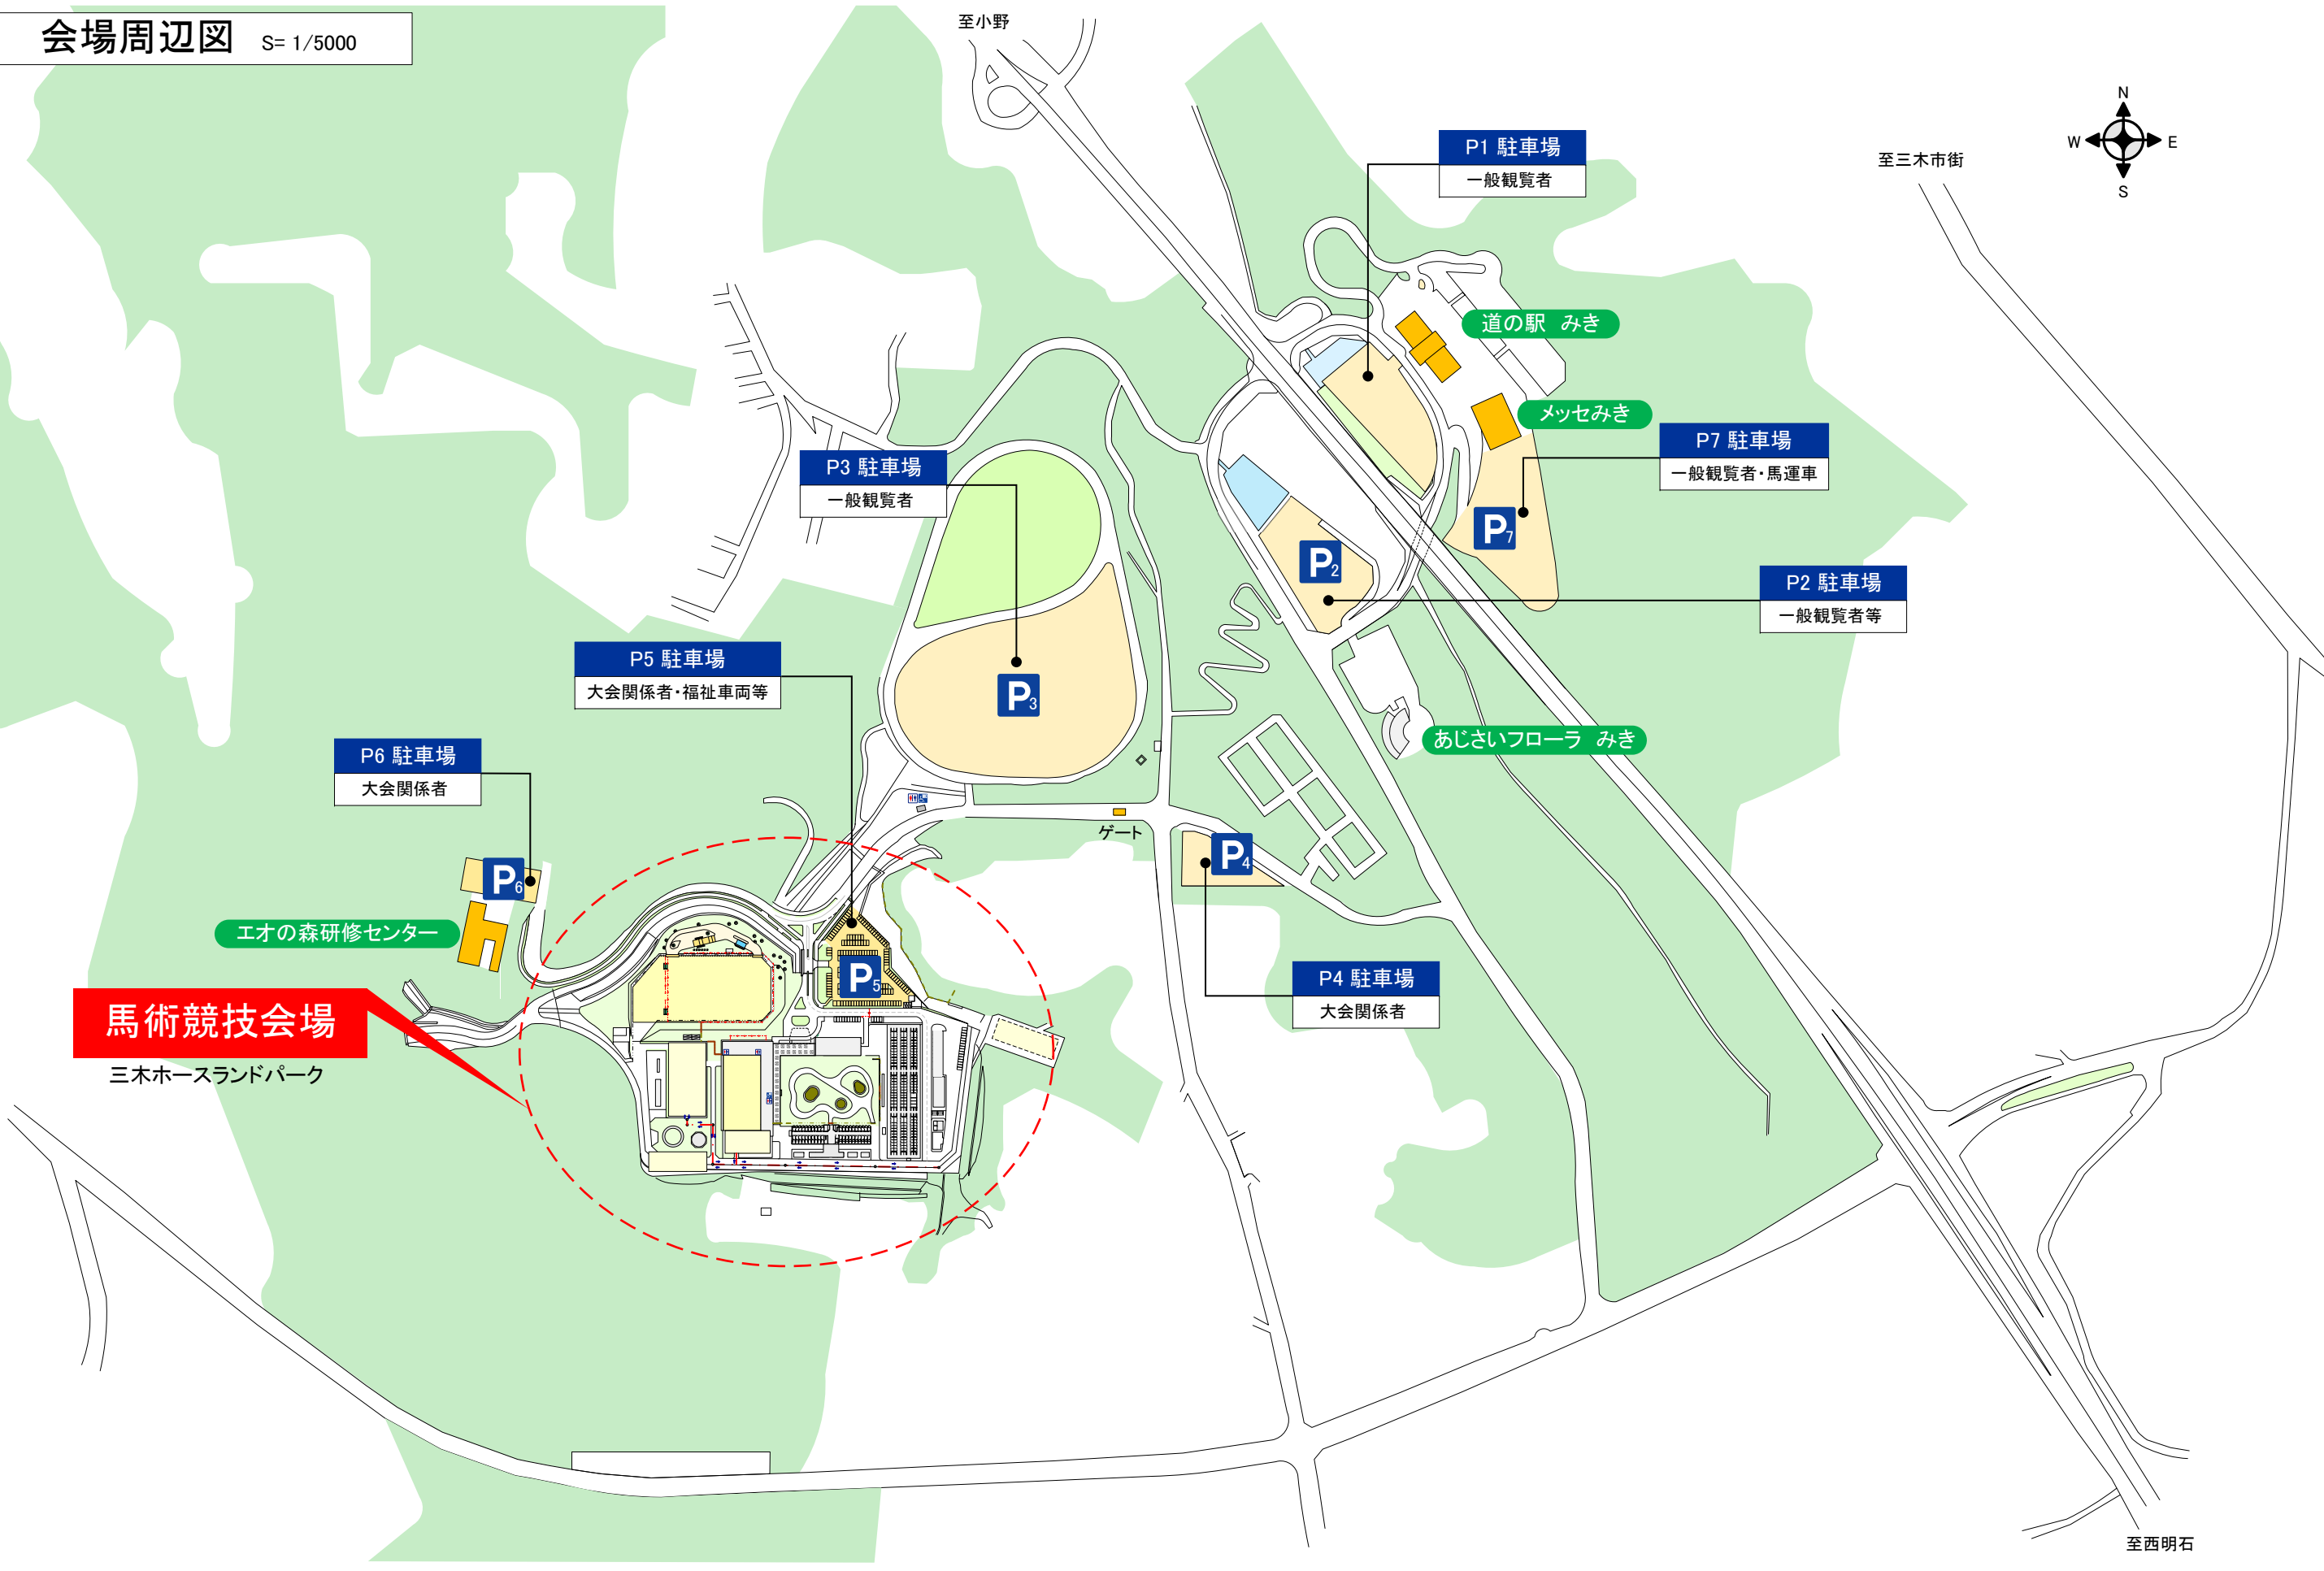 会場周辺図 S= 1/5000
至小野
N
W E
S
至三木市街
P1 駐車場
一般観覧者
道の駅 みき
メッセみき
P7 駐車場
一般観覧者・馬運車
P3 駐車場
一般観覧者
P7
P2
P2 駐車場
一般観覧者等
P5 駐車場
大会関係者・福祉車両等
P3
あじさいフローラ みき
P6 駐車場
大会関係者
ゲート
P4
P6
エオの森研修センター
P5
P4 駐車場
大会関係者
馬術競技会場
三木ホースランドパーク
至西明石